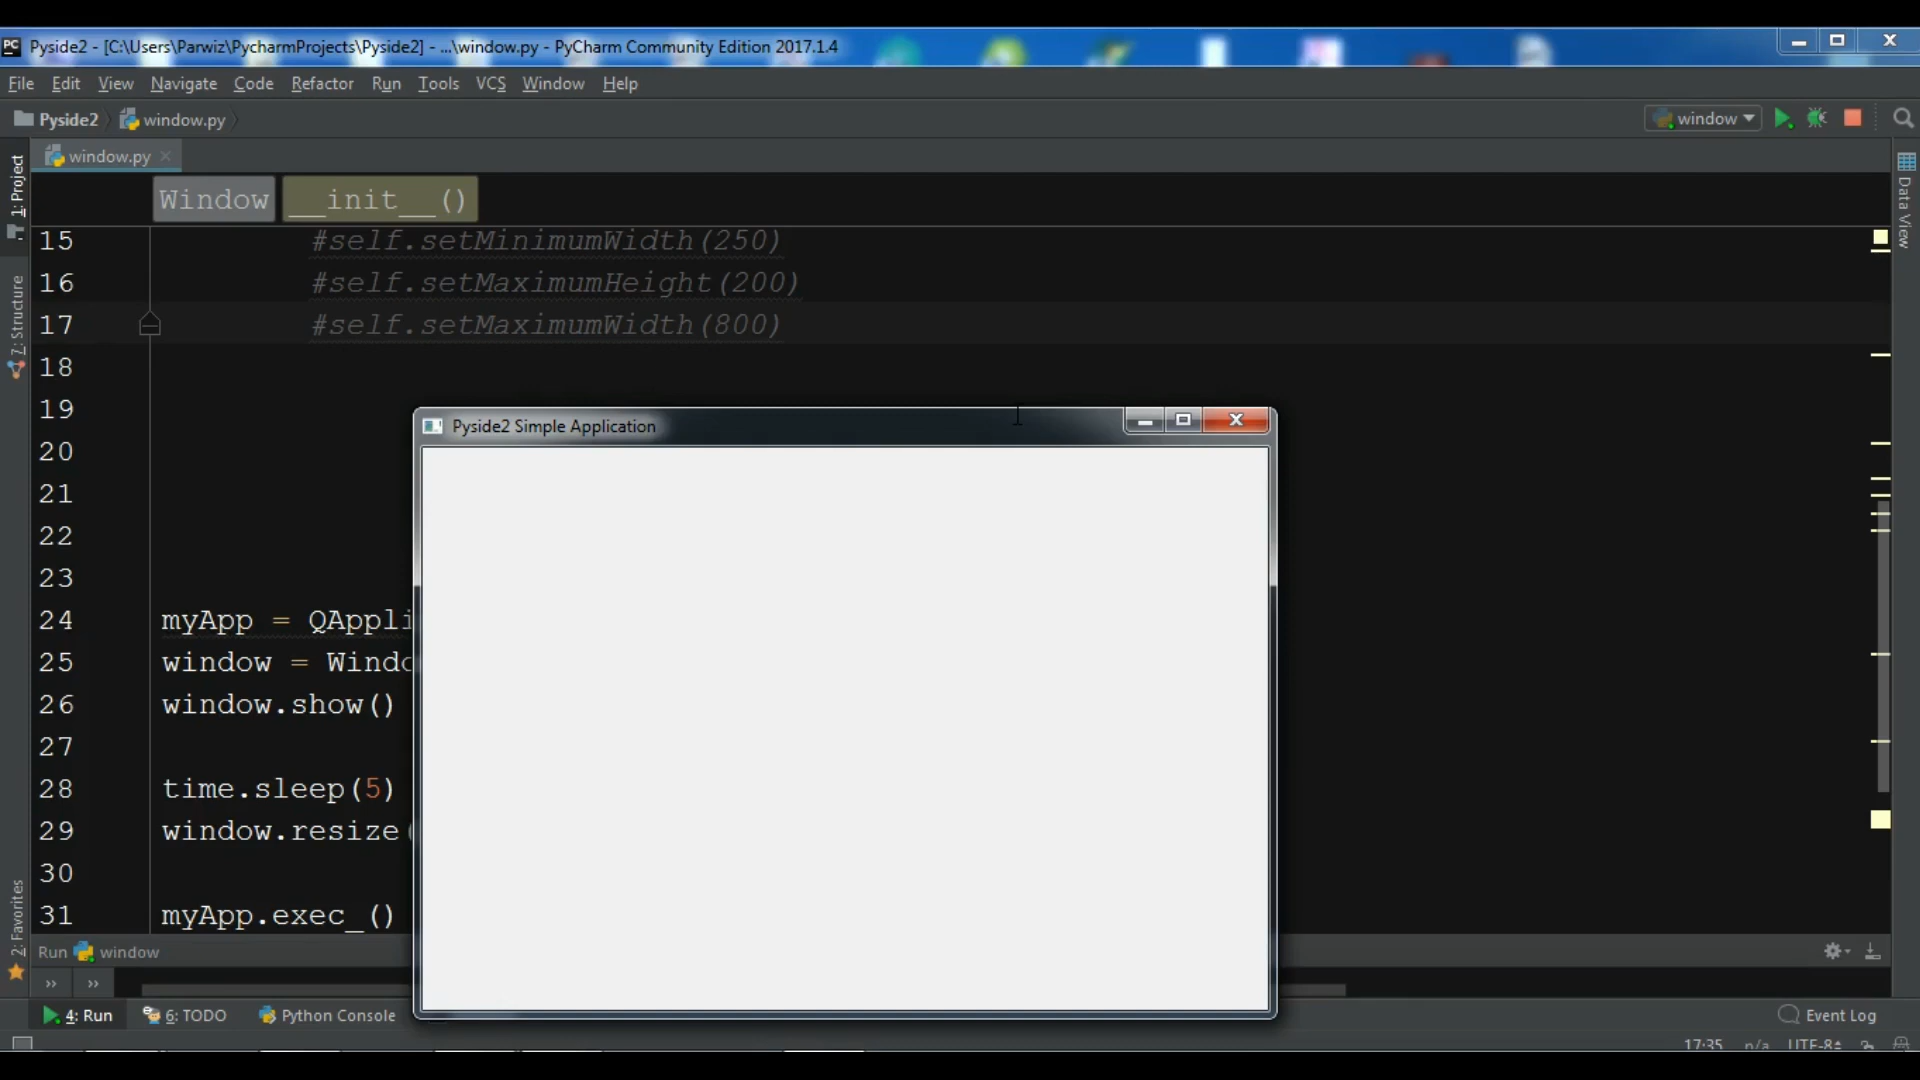 Pyside2 - [C:\Users\Parwiz\PycharmProjects\Pyside2] - ...\window.py - PyCharm Community Edition 2017.1.4
File Edit View Navigate Code Refactor Run Tools VCS Window Help
Pyside2 window.py window
window.py
Window __init__()
1: Project
7: Structure
2: Favorites
Data View
15 #self.setMinimumWidth(250)
16 #self.setMaximumHeight(200)
17 #self.setMaximumWidth(800)
18
19
Pyside2 Simple Application
20
21
22
23
24 myApp = QAppli
25 window = Windo
26 window.show()
27
28 time.sleep(5)
29 window.resize(
30
31 myApp.exec_()
Run window
4: Run 6: TODO Python Console Event Log
17:35 n/a UTF-8